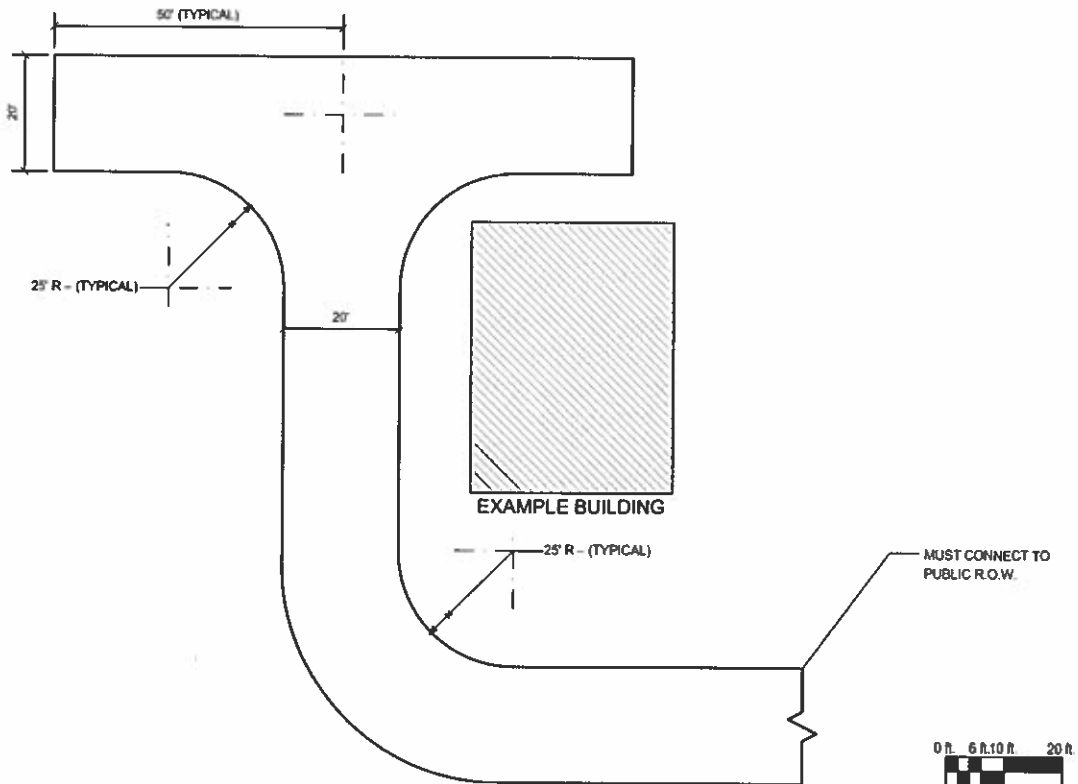 50' (TYPICAL)
20'
25' R - (TYPICAL)
20'
EXAMPLE BUILDING
25' R - (TYPICAL)
MUST CONNECT TO
PUBLIC R.O.W.
0 ft. 6 ft. 10 ft. 20 ft.